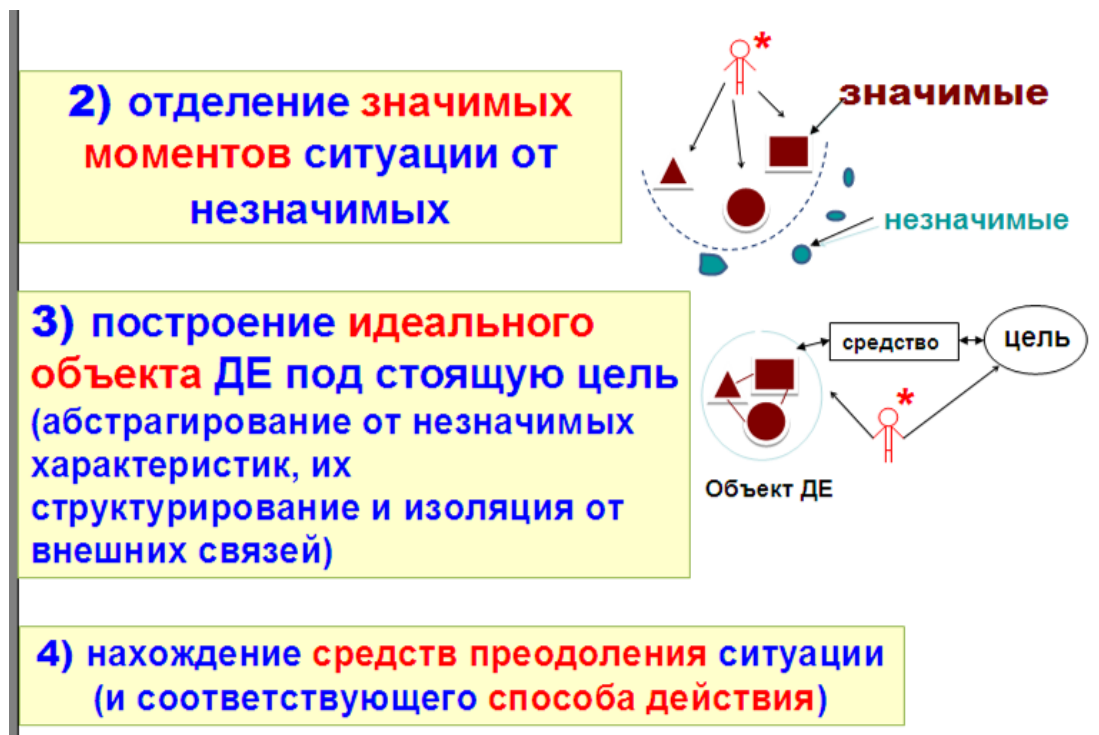 2) отделение значимых
моментов ситуации от
незначимых
*
значимые
незначимые
3) построение идеального
объекта ДЕ под стоящую цель
(абстрагирование от незначимых
характеристик, их
структурирование и изоляция от
внешних связей)
средство
цель
*
Объект ДЕ
4) нахождение средств преодоления ситуации
(и соответствующего способа действия)